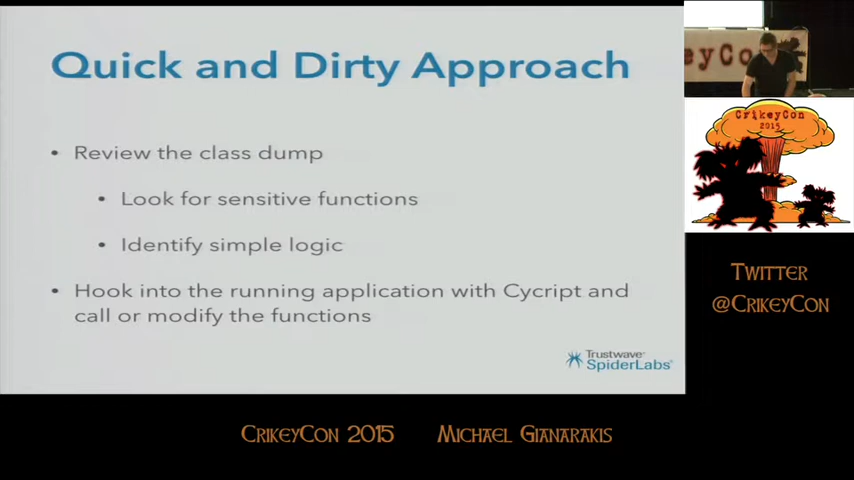 Quick and Dirty Approach
• Review the class dump
• Look for sensitive functions
• Identify simple logic
• Hook into the running application with Cycript and
call or modify the functions
Trustwave
SpiderLabs
eyCo
CrikeyCon
2015
Twitter
@CrikeyCon
CrikeyCon 2015 Michael Gianarakis